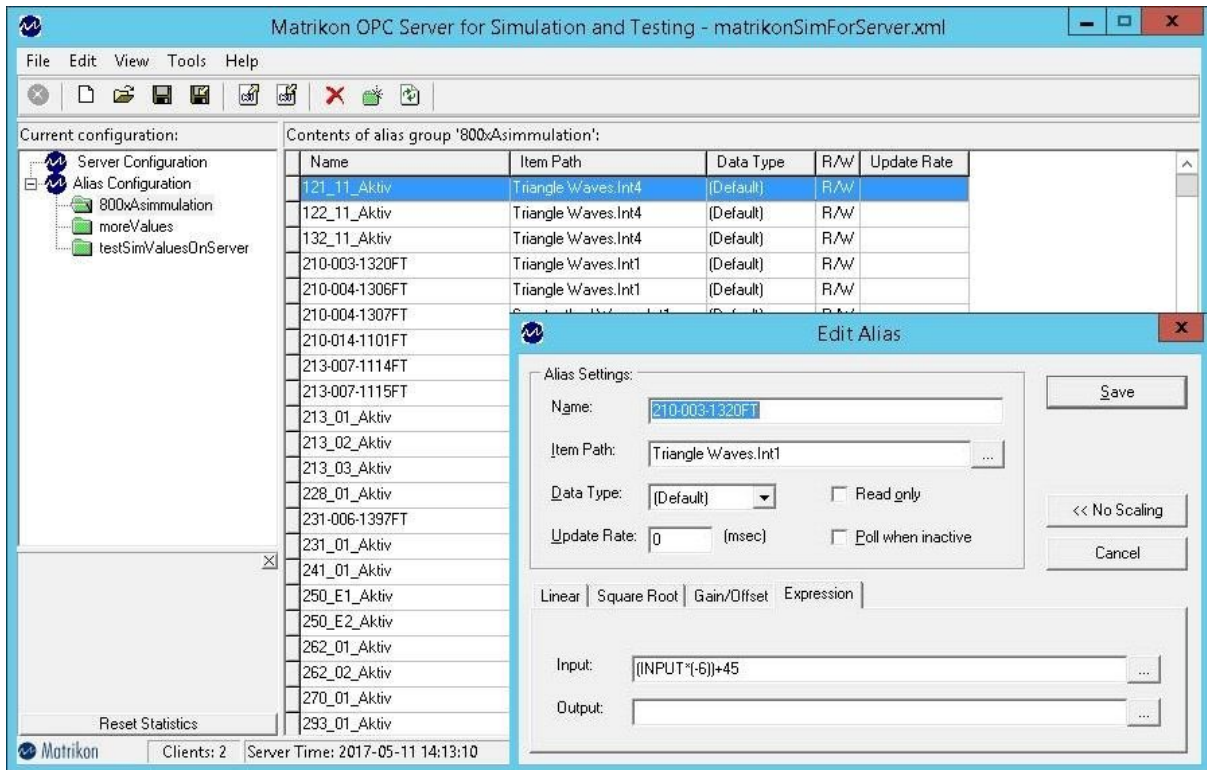 Matrikon OPC Server for Simulation and Testing - matrikonSimForServer.xml
File Edit View Tools Help
Current configuration:
Contents of alias group '800xAsimmulation':
Server Configuration
Alias Configuration
800xAsimmulation
moreValues
testSimValuesOnServer
Name Item Path Data Type R/W Update Rate
121_11_Aktiv Triangle Waves.Int4 (Default) R/W
122_11_Aktiv Triangle Waves.Int4 (Default) R/W
132_11_Aktiv Triangle Waves.Int4 (Default) R/W
210-003-1320FT Triangle Waves.Int1 (Default) R/W
210-004-1306FT Triangle Waves.Int1 (Default) R/W
210-004-1307FT
210-014-1101FT
213-007-1114FT
213-007-1115FT
213_01_Aktiv
213_02_Aktiv
213_03_Aktiv
228_01_Aktiv
231-006-1397FT
231_01_Aktiv
241_01_Aktiv
250_E1_Aktiv
250_E2_Aktiv
262_01_Aktiv
262_02_Aktiv
270_01_Aktiv
293_01_Aktiv
Edit Alias
Alias Settings:
Name: 210-003-1320FT
Save
Item Path: Triangle Waves.Int1 ...
Data Type: (Default) Read only
<< No Scaling
Update Rate: 0 (msec) Poll when inactive
Cancel
Linear Square Root Gain/Offset Expression
Input: (INPUT*(-6))+45 ...
Output: ...
Reset Statistics
Matrikon Clients: 2 Server Time: 2017-05-11 14:13:10